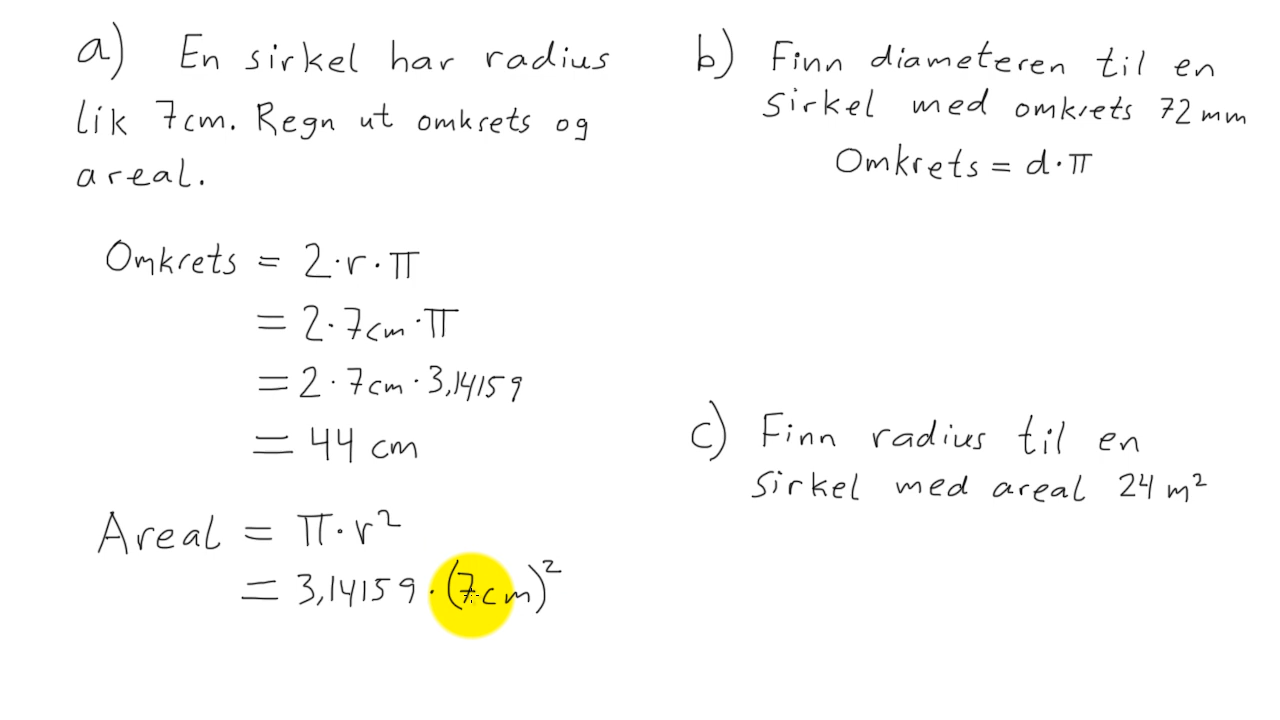 a) En sirkel har radius
lik 7cm. Regn ut omkrets og
areal.
Omkrets = 2·r·π
= 2·7cm·π
= 2·7cm·3,14159
= 44 cm
Areal = π·r²
= 3,14159·(7cm)²
b) Finn diameteren til en
sirkel med omkrets 72 mm
Omkrets = d·π
c) Finn radius til en
sirkel med areal 24 m²